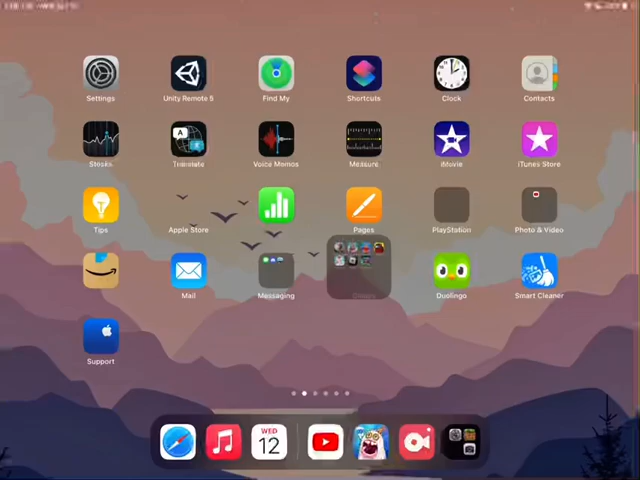 Settings
Unity Remote 5
Find My
Shortcuts
Clock
Contacts
Stocks
Translate
Voice Memos
Measure
iMovie
iTunes Store
Tips
Apple Store
Pages
PlayStation
Photo & Video
Mail
Messaging
Duolingo
Smart Cleaner
Support
WED
12